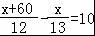 x+60/12 - x/13 = 10